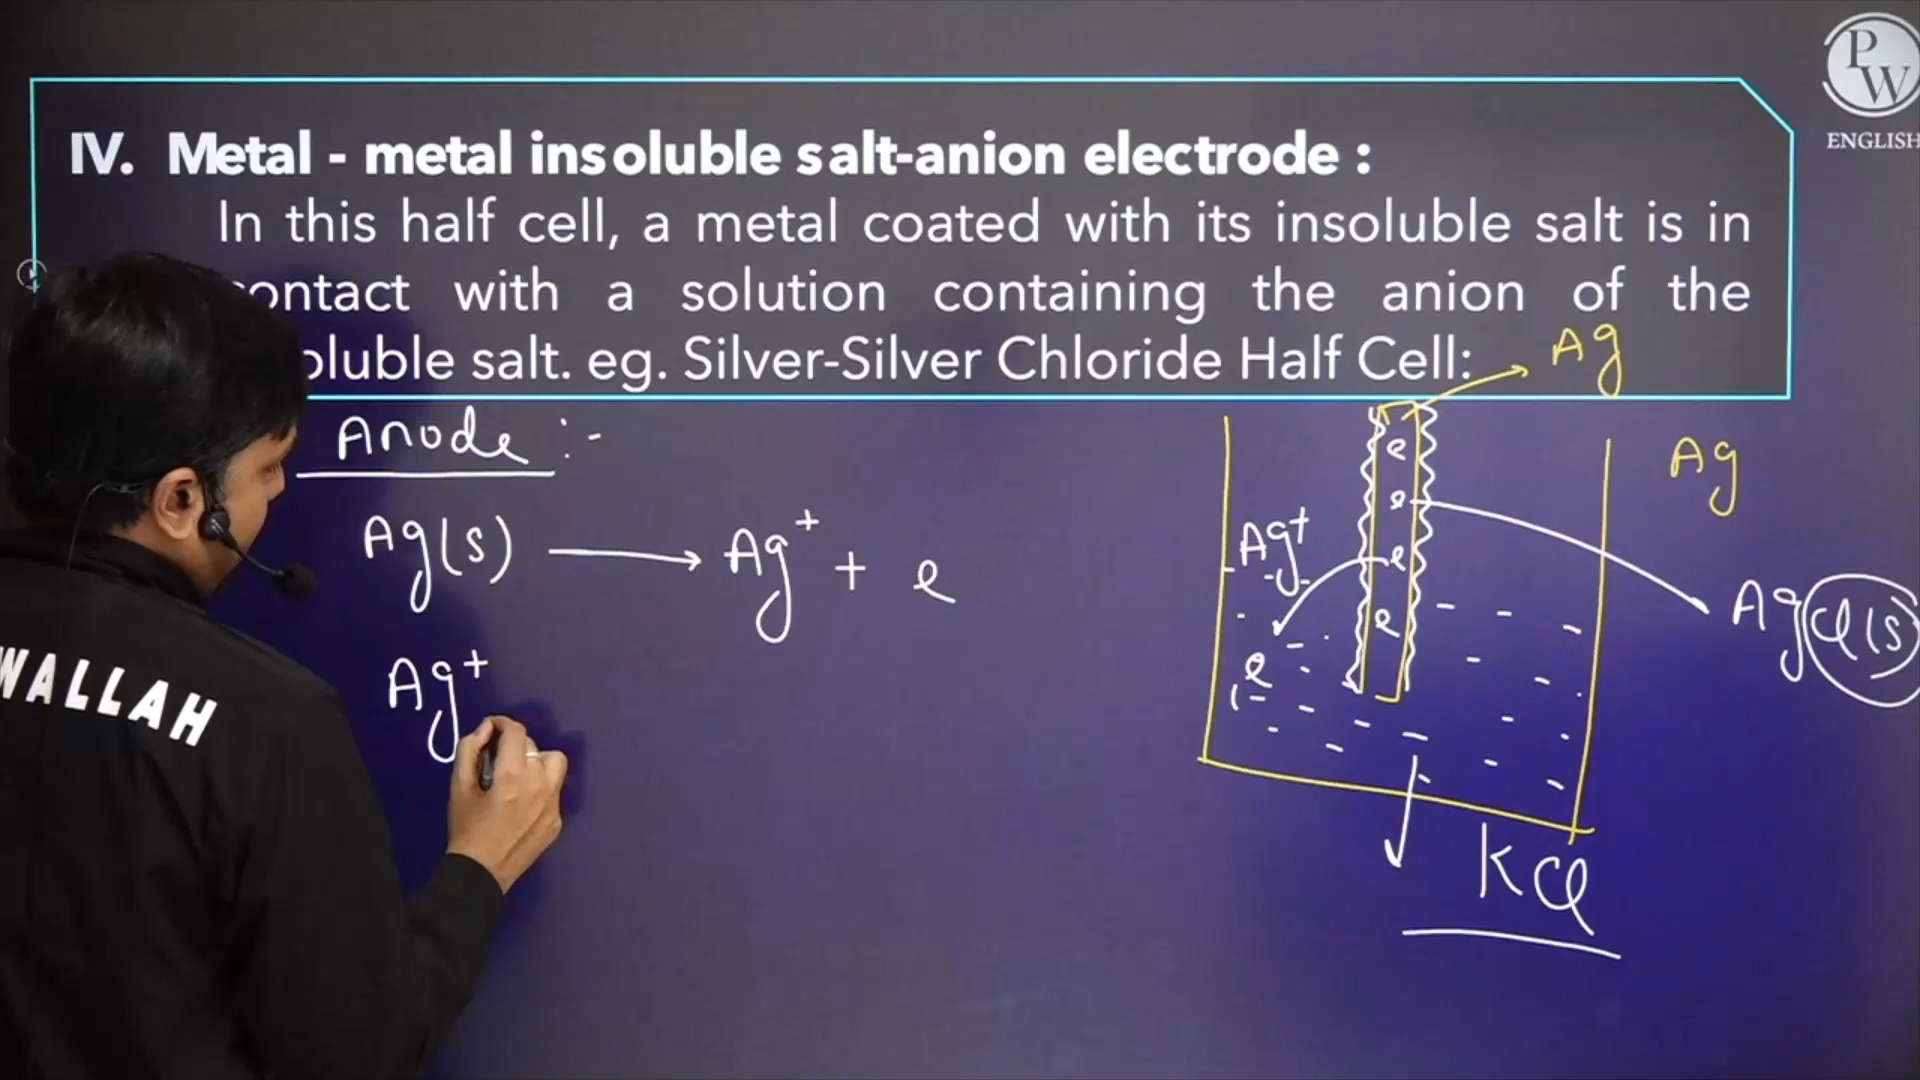 PW
ENGLISH
IV. Metal - metal insoluble salt-anion electrode :
In this half cell, a metal coated with its insoluble salt is in
ontact with a solution containing the anion of the
oluble salt. eg. Silver-Silver Chloride Half Cell:
Ag
Anode :-
Ag
Ag(s) → Ag⁺ + e
Ag⁺
e
e
e
e
AgCl(s)
Ag⁺
e
KCl
WALLAH